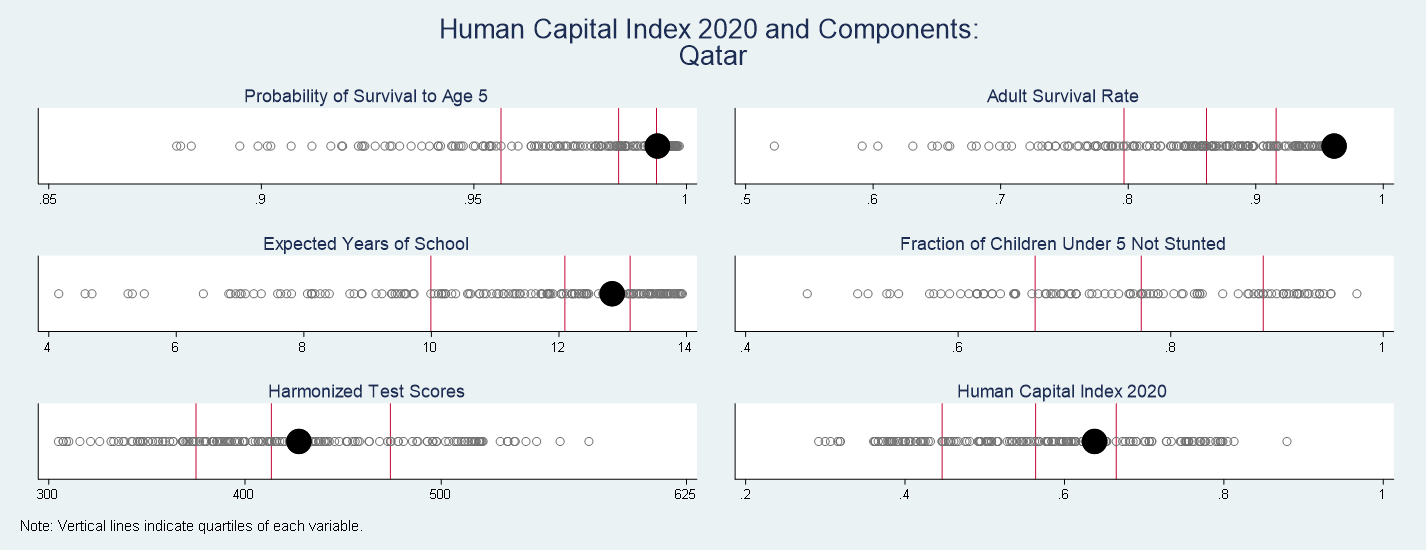 Human Capital Index 2020 and Components:
Qatar
Probability of Survival to Age 5
.85 .9 .95 1
Adult Survival Rate
.5 .6 .7 .8 .9 1
Expected Years of School
4 6 8 10 12 14
Fraction of Children Under 5 Not Stunted
.4 .6 .8 1
Harmonized Test Scores
300 400 500 625
Human Capital Index 2020
.2 .4 .6 .8 1
Note: Vertical lines indicate quartiles of each variable.